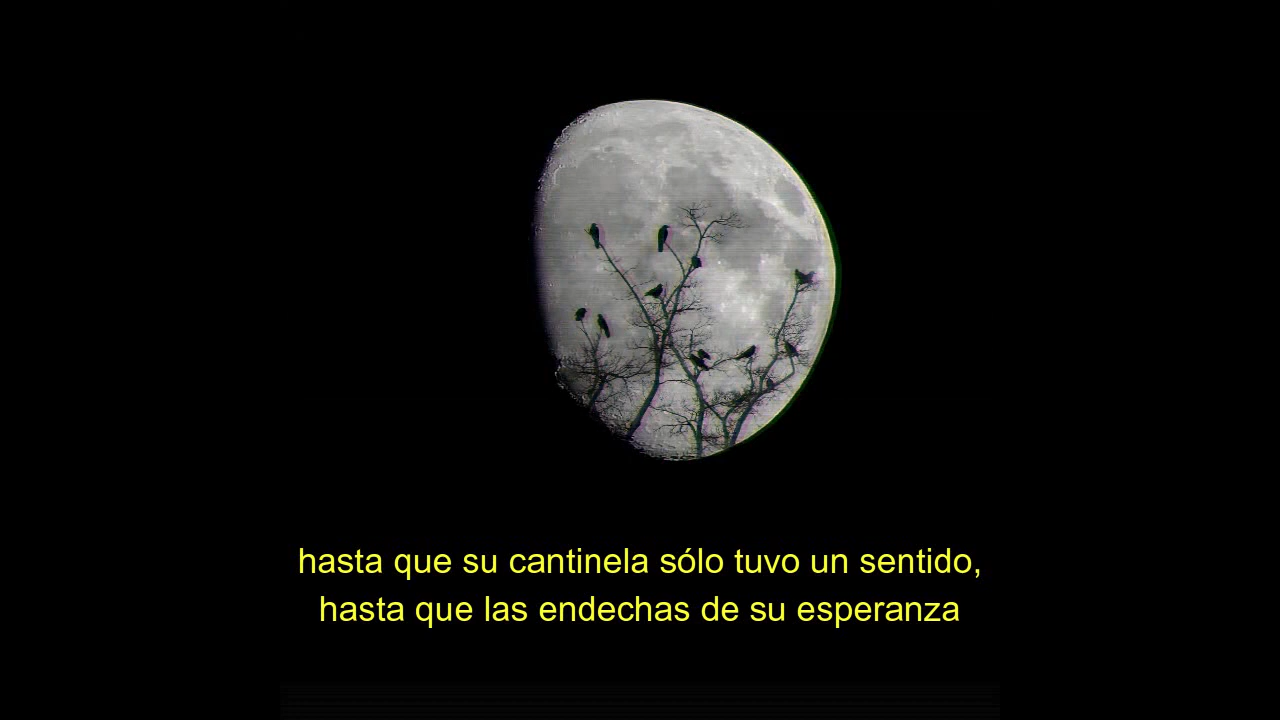 hasta que su cantinela sólo tuvo un sentido,
hasta que las endechas de su esperanza